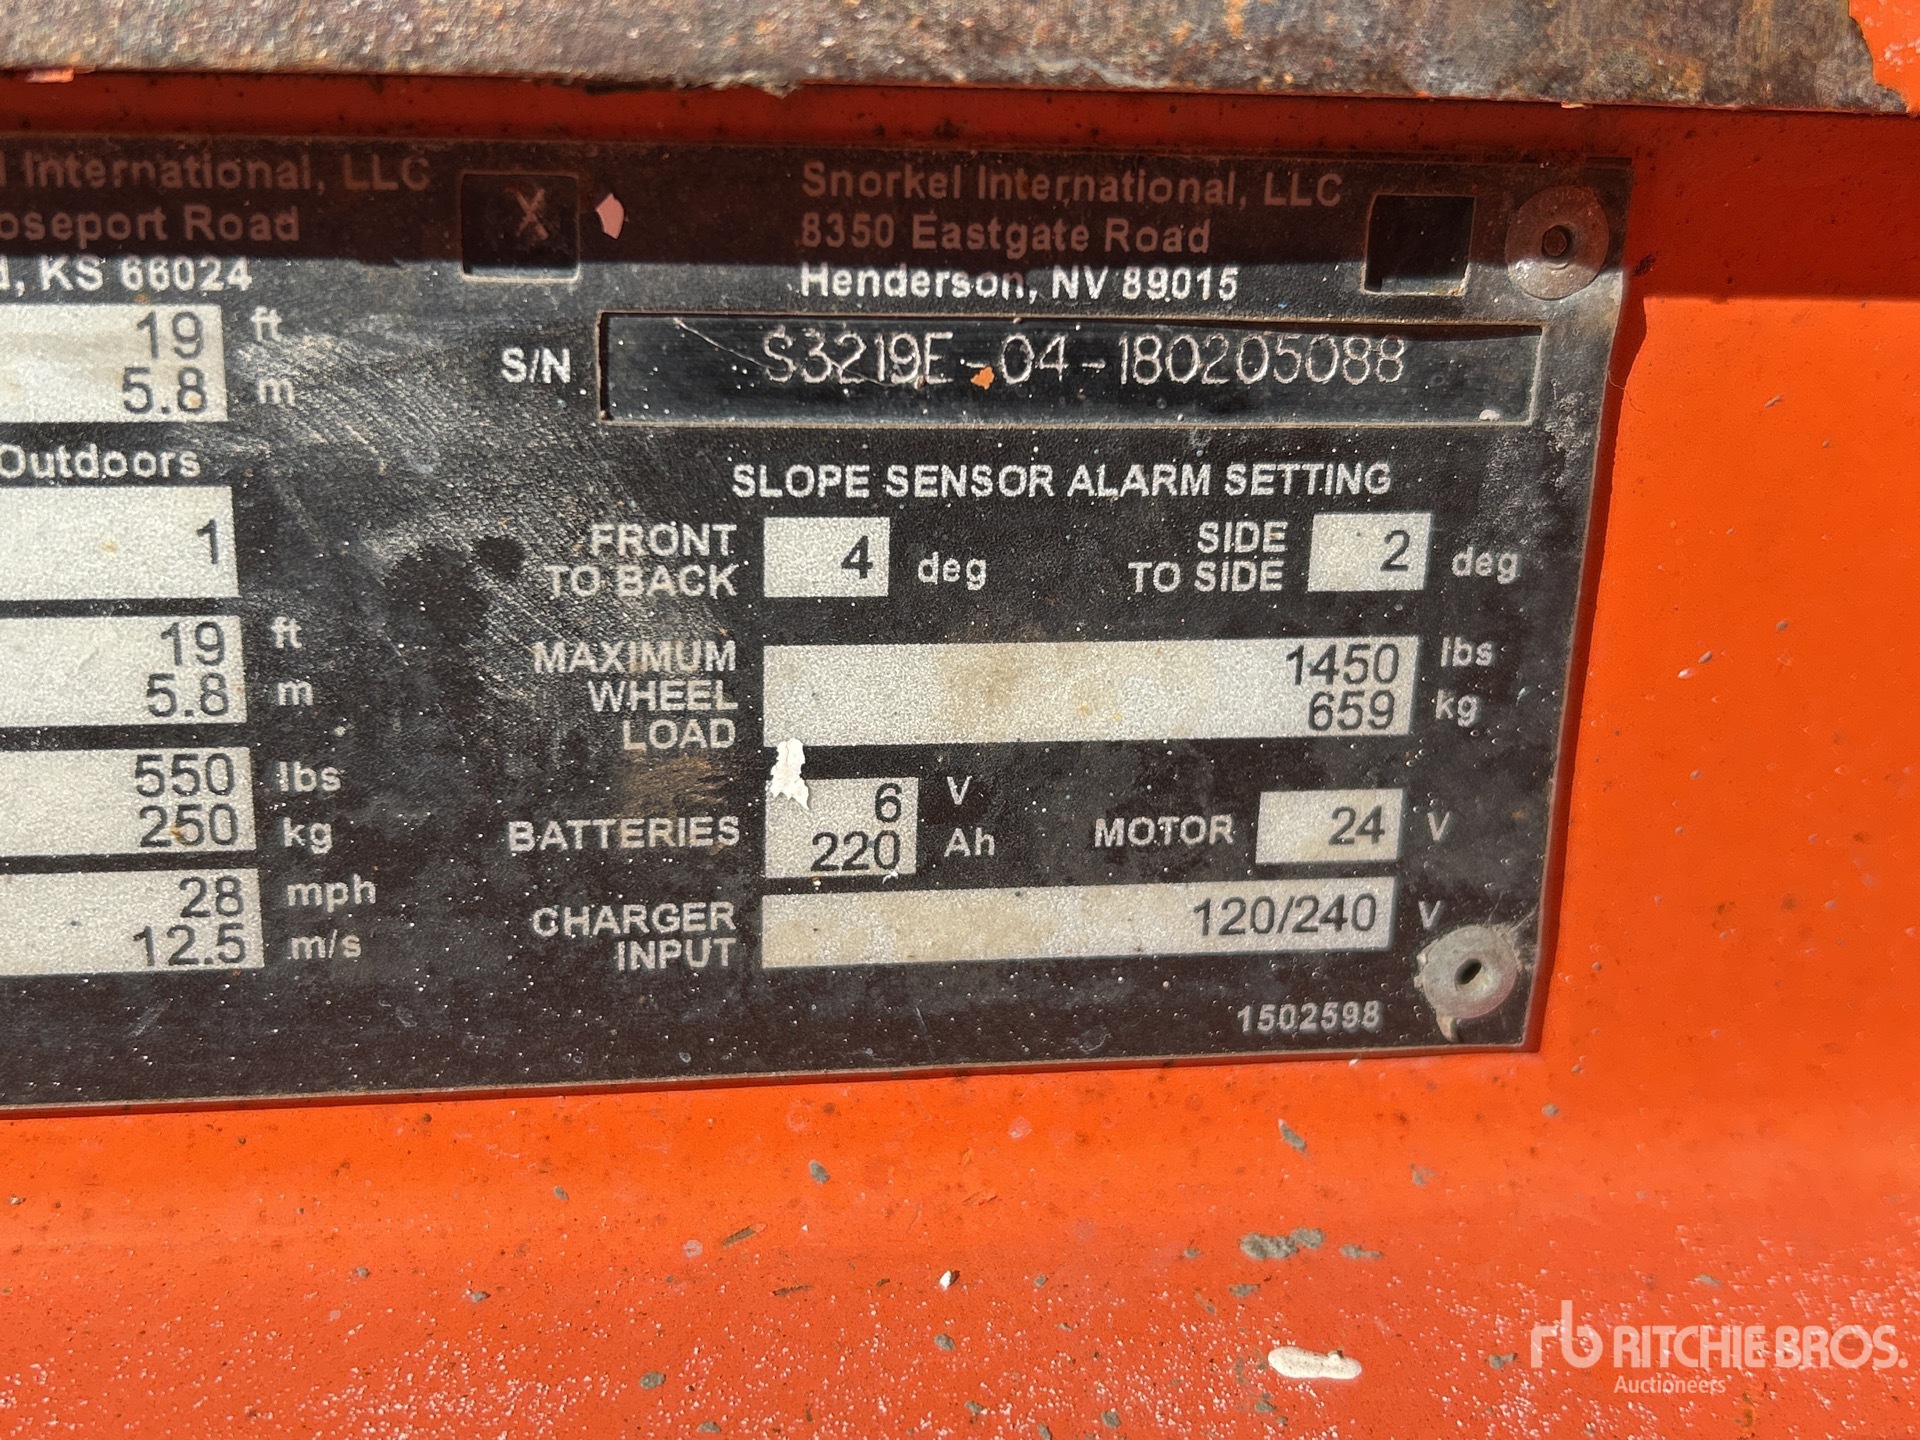 International, LLC
Road
KS 66024
X
Snorkel International, LLC
8350 Eastgate Road
Henderson, NV 89015
19 ft
5.8 m
S/N S3219E-04-180205088
Outdoors
1
19 ft
5.8 m
550 lbs
250 kg
28 mph
12.5 m/s
SLOPE SENSOR ALARM SETTING
FRONT TO BACK 4 deg
SIDE TO SIDE 2 deg
MAXIMUM WHEEL LOAD
1450 lbs
659 kg
BATTERIES
6 V
220 Ah
MOTOR 24 V
CHARGER INPUT 120/240 V
1502598
rb RITCHIE BROS.
Auctioneers